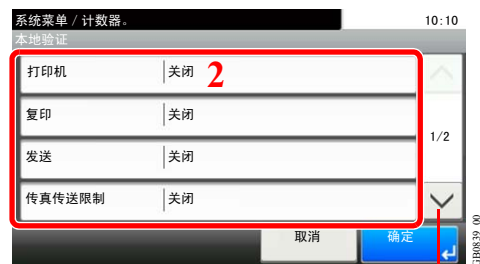 系统菜单 / 计数器。 10:10
本地验证
打印机 关闭 2
复印 关闭
1/2
发送 关闭
传真传送限制 关闭
取消 确定
GB0839_00